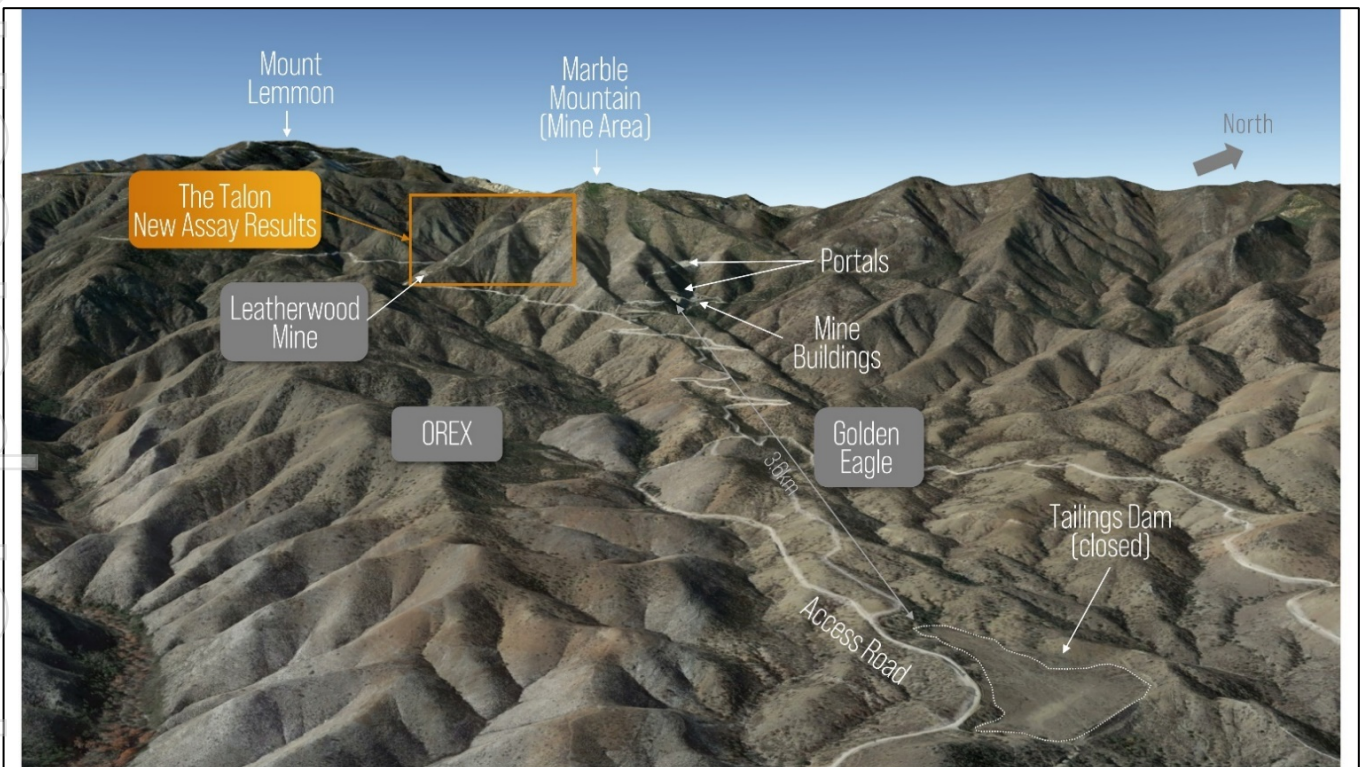 Mount
Lemmon
Marble
Mountain
(Mine Area)
North
The Talon
New Assay Results
Portals
Leatherwood
Mine
Mine
Buildings
OREX
Golden
Eagle
3.6km
Tailings Dam
(closed)
Access Road